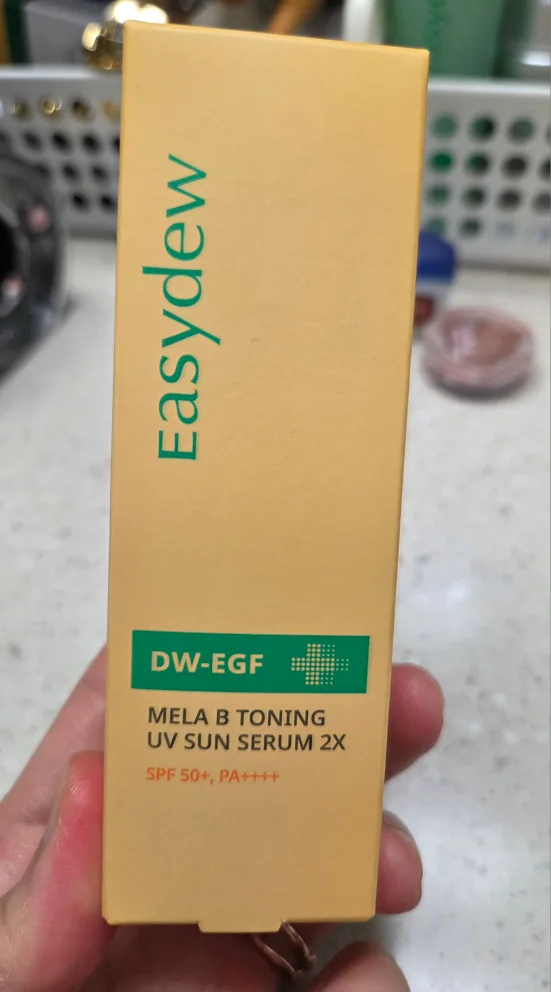 Easydew
DW-EGF
MELA B TONING
UV SUN SERUM 2X
SPF 50+, PA++++